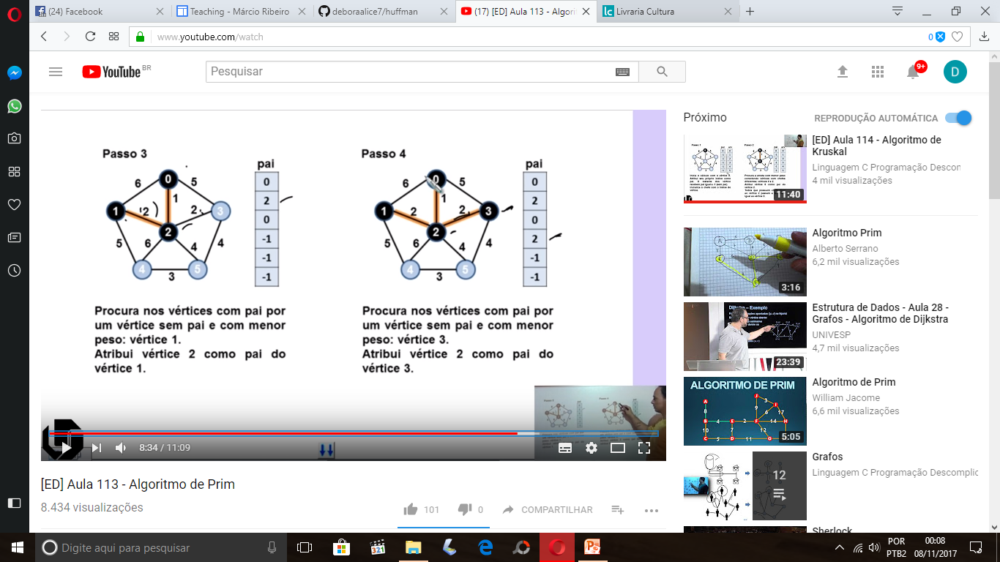 (24) Facebook
Teaching - Márcio Ribeiro
deboraalice7/huffman
(17) [ED] Aula 113 - Algorit
Livraria Cultura
www.youtube.com/watch
0
YouTube BR
Pesquisar
9+
D
Passo 3
pai
6
0
5
0
1
2
1
2
2
3
0
2
-1
5
6
4
4
-1
4
3
5
-1
Procura nos vértices com pai por
um vértice sem pai e com menor
peso: vértice 1.
Atribui vértice 2 como pai do
vértice 1.
Passo 4
pai
6
0
5
0
1
2
1
2
2
3
0
2
2
5
6
4
4
-1
4
3
5
-1
Procura nos vértices com pai por
um vértice sem pai e com menor
peso: vértice 3.
Atribui vértice 2 como pai do
vértice 3.
8:34 / 11:09
[ED] Aula 113 - Algoritmo de Prim
8.434 visualizações
101
0
COMPARTILHAR
Próximo
REPRODUÇÃO AUTOMÁTICA
[ED] Aula 114 - Algoritmo de
Kruskal
Linguagem C Programação Descom
4 mil visualizações
11:40
Algoritmo Prim
Alberto Serrano
6,2 mil visualizações
3:16
Estrutura de Dados - Aula 28 -
Grafos - Algoritmo de Dijkstra
UNIVESP
4,7 mil visualizações
23:39
ALGORITMO DE PRIM
Algoritmo de Prim
William Jacome
6,6 mil visualizações
5:05
Grafos
Linguagem C Programação Descomplic
12
Sherlock
Digite aqui para pesquisar
321
POR
PTB2
00:08
08/11/2017